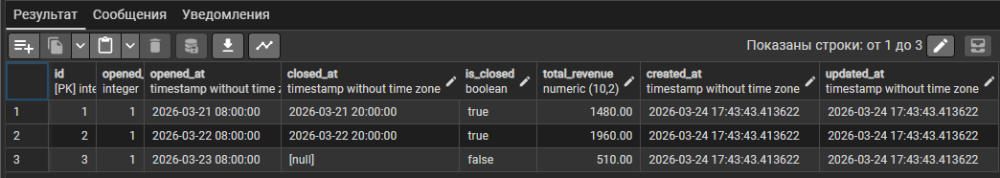 Результат Сообщения Уведомления
Показаны строки: от 1 до 3
id opened_ opened_at closed_at is_closed total_revenue created_at updated_at
[PK] inte integer timestamp without time z timestamp without time zone boolean numeric (10,2) timestamp without time zone timestamp without time zone
1 1 1 2026-03-21 08:00:00 2026-03-21 20:00:00 true 1480.00 2026-03-24 17:43:43.413622 2026-03-24 17:43:43.413622
2 2 1 2026-03-22 08:00:00 2026-03-22 20:00:00 true 1960.00 2026-03-24 17:43:43.413622 2026-03-24 17:43:43.413622
3 3 1 2026-03-23 08:00:00 [null] false 510.00 2026-03-24 17:43:43.413622 2026-03-24 17:43:43.413622